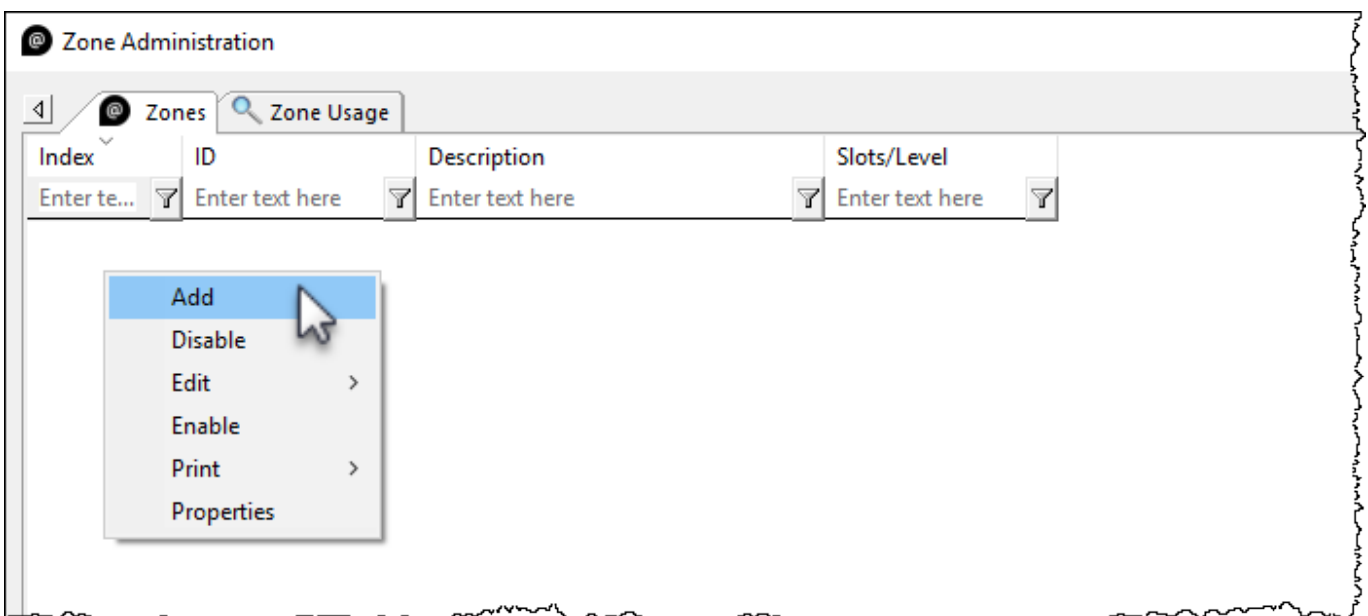 Zone Administration
Zones Zone Usage
Index ID Description Slots/Level
Enter te... Enter text here Enter text here Enter text here
Add
Disable
Edit
Enable
Print
Properties